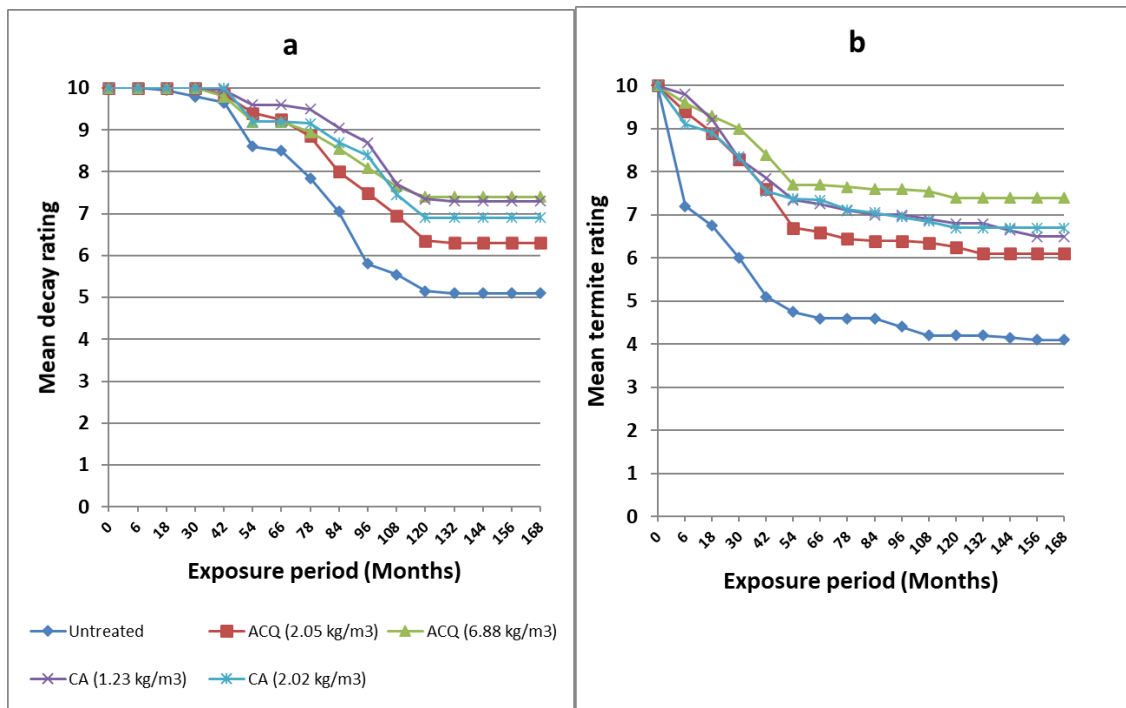 a
Mean decay rating
10
9
8
7
6
5
4
3
2
1
0
0 6 18 30 42 54 66 78 84 96 108 120 132 144 156 168
Exposure period (Months)
Untreated ACQ (2.05 kg/m3) ACQ (6.88 kg/m3)
CA (1.23 kg/m3) CA (2.02 kg/m3)
b
Mean termite rating
10
9
8
7
6
5
4
3
2
1
0
0 6 18 30 42 54 66 78 84 96 108 120 132 144 156 168
Exposure period (Months)